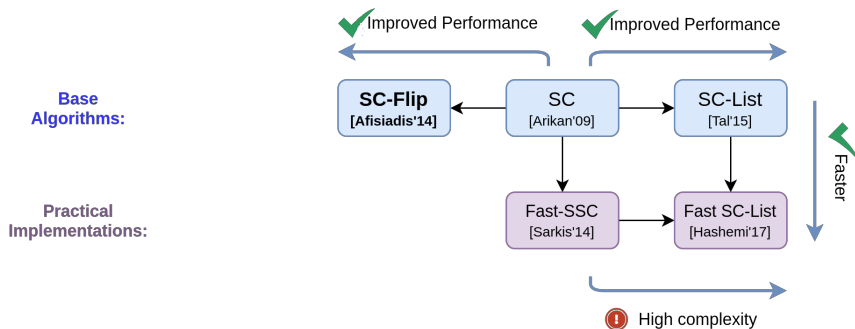 Improved Performance
Improved Performance
Base
Algorithms:
SC-Flip
[Afisiadis'14]
SC
[Arikan'09]
SC-List
[Tal'15]
Faster
Practical
Implementations:
Fast-SSC
[Sarkis'14]
Fast SC-List
[Hashemi'17]
High complexity